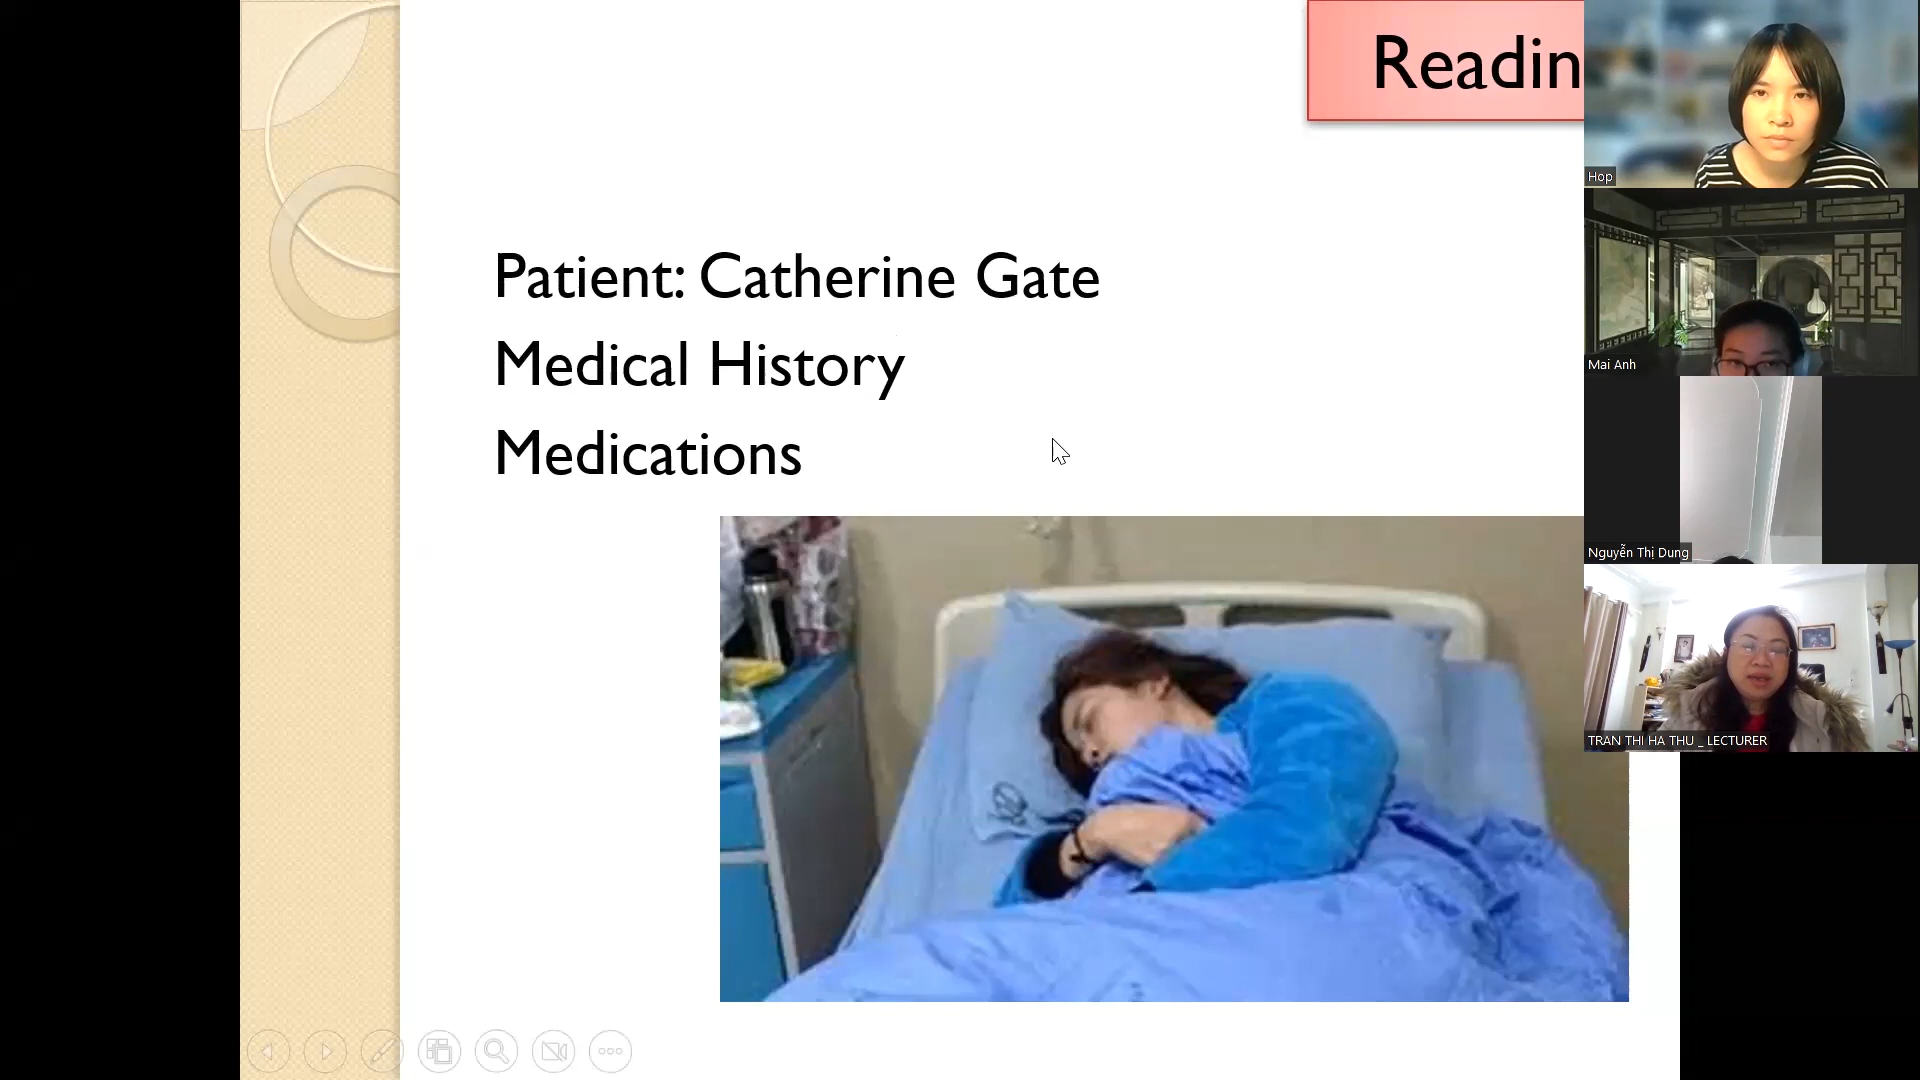 Readin
Patient: Catherine Gate
Medical History
Medications
Hop
Mai Anh
Nguyễn Thị Dung
TRAN THI HA THU _ LECTURER